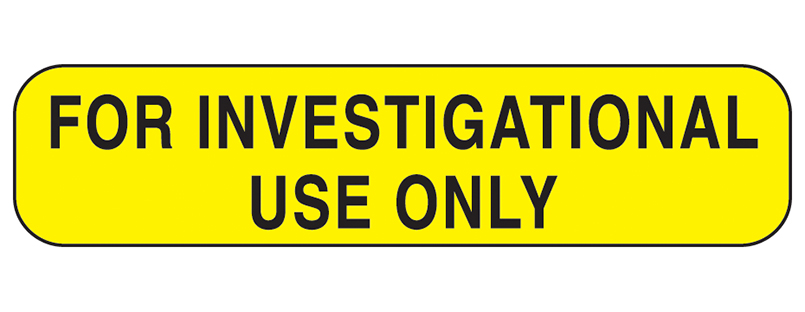 FOR INVESTIGATIONAL
USE ONLY